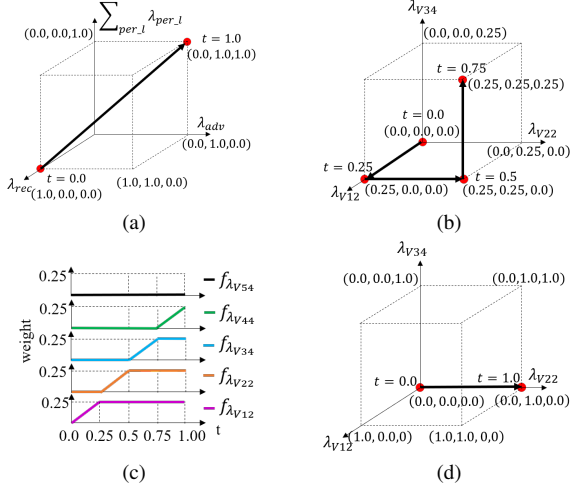 ∑per_l λper_l
(0.0,0.0,1.0)
t = 1.0
(0.0,1.0,1.0)
λadv
(0.0,1.0,0.0)
λrec
t = 0.0
(1.0,0.0,0.0)
(1.0,1.0,0.0)
(a)
λV34
(0.0,0.0,0.25)
t = 0.75
(0.25,0.25,0.25)
t = 0.0
(0.0,0.0,0.0)
λV22
(0.0,0.25,0.0)
t = 0.25
λV12
(0.25,0.0,0.0)
t = 0.5
(0.25,0.25,0.0)
(b)
0.25
fλV54
0.25
fλV44
0.25
fλV34
0.25
fλV22
0.25
fλV12
weight
0.0 0.25 0.5 0.75 1.00 t
(c)
λV34
(0.0,0.0,1.0)
(0.0,1.0,1.0)
t = 0.0
t = 1.0
λV22
(0.0,0.0,0.0)
(0.0,1.0,0.0)
λV12
(1.0,0.0,0.0)
(1.0,1.0,0.0)
(d)